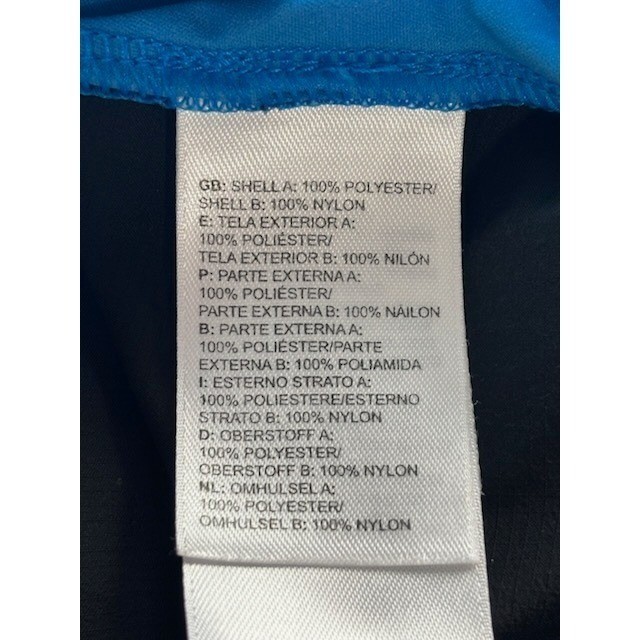 GB: SHELL A: 100% POLYESTER/
SHELL B: 100% NYLON
E: TELA EXTERIOR A:
100% POLIÉSTER/
TELA EXTERIOR B: 100% NILÓN
P: PARTE EXTERNA A:
100% POLIÉSTER/
PARTE EXTERNA B: 100% NÁILON
B: PARTE EXTERNA A:
100% POLIÉSTER/PARTE
EXTERNA B: 100% POLIAMIDA
I: ESTERNO STRATO A:
100% POLIESTERE/ESTERNO
STRATO B: 100% NYLON
D: OBERSTOFF A:
100% POLYESTER/
OBERSTOFF B: 100% NYLON
NL: OMHULSEL A:
100% POLYESTER/
OMHULSEL B: 100% NYLON